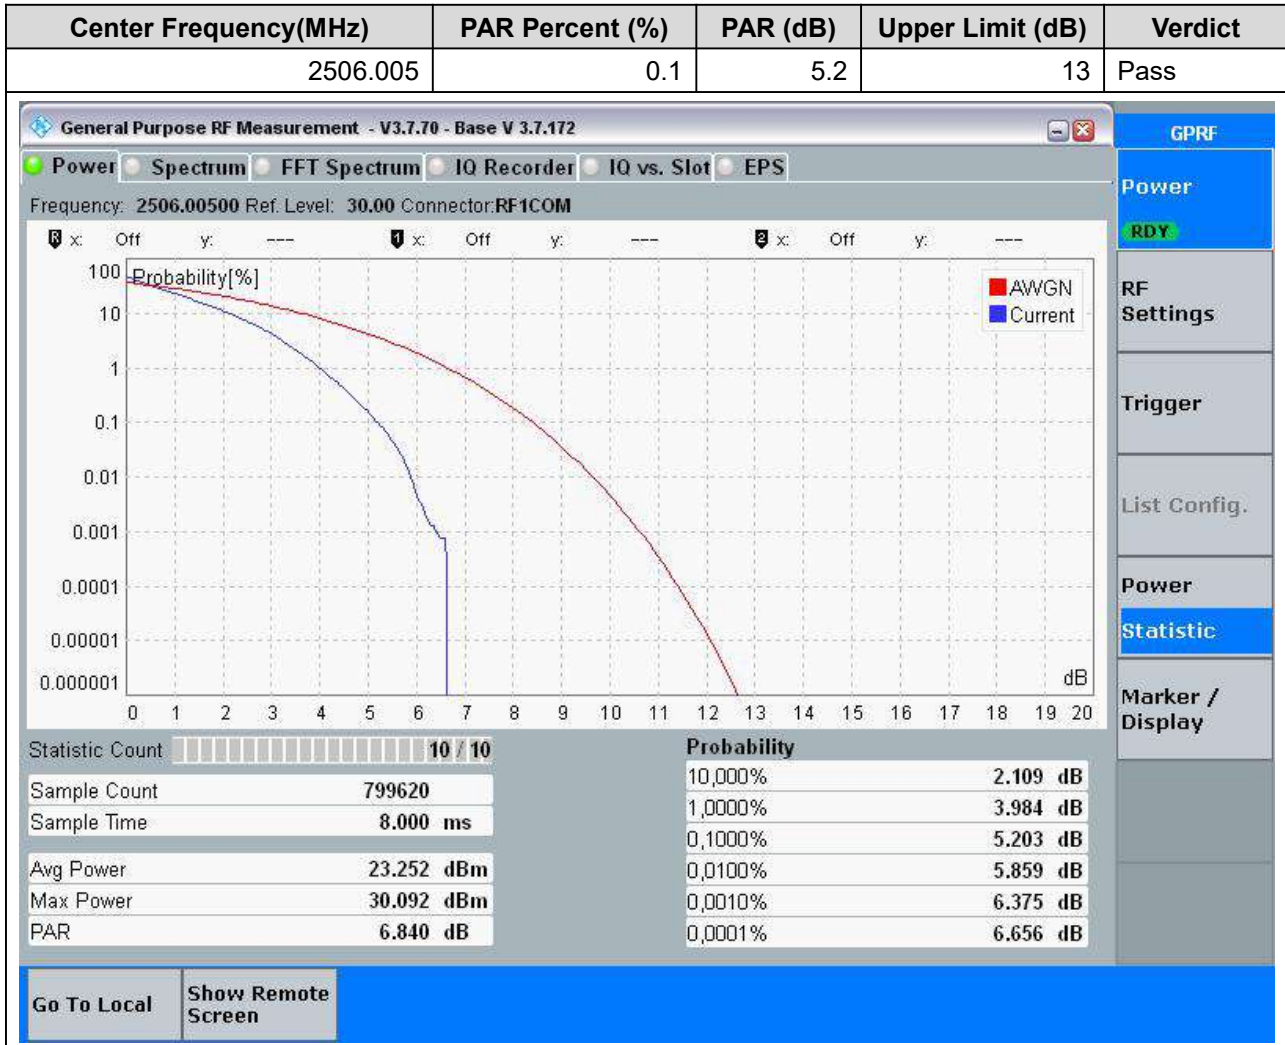 Center Frequency(MHz) PAR Percent (%) PAR (dB) Upper Limit (dB) Verdict
2506.005 0.1 5.2 13 Pass
General Purpose RF Measurement - V3.7.70 - Base V 3.7.172
GPRF
Power Spectrum FFT Spectrum IQ Recorder IQ vs. Slot EPS
Frequency: 2506.00500 Ref. Level: 30.00 Connector:RF1COM
R x: Off y: --- 1 x: Off y: --- 2 x: Off y: ---
Probability[%]
AWGN
Current
100
10
1
0.1
0.01
0.001
0.0001
0.00001
0.000001
dB
0 1 2 3 4 5 6 7 8 9 10 11 12 13 14 15 16 17 18 19 20
Statistic Count 10 / 10
Sample Count 799620
Sample Time 8.000 ms
Avg Power 23.252 dBm
Max Power 30.092 dBm
PAR 6.840 dB
Probability
10,000% 2.109 dB
1,0000% 3.984 dB
0,1000% 5.203 dB
0,0100% 5.859 dB
0,0010% 6.375 dB
0,0001% 6.656 dB
Power
RDY
RF
Settings
Trigger
List Config.
Power
Statistic
Marker /
Display
Go To Local
Show Remote
Screen